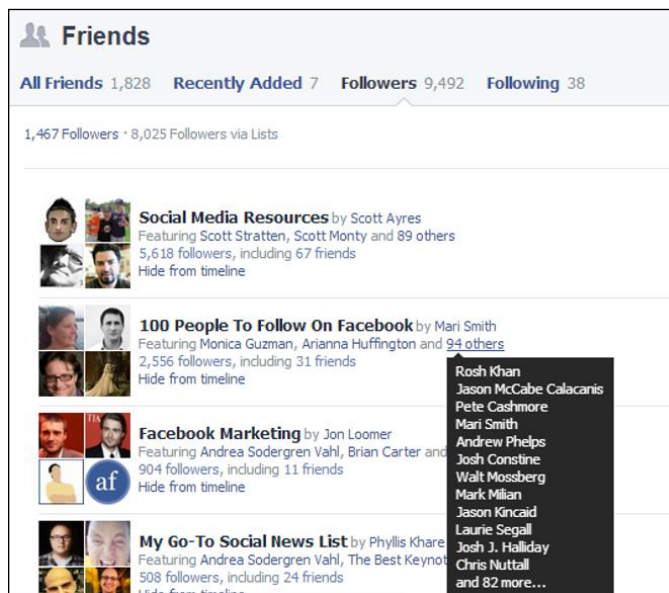 Friends
All Friends 1,828 Recently Added 7 Followers 9,492 Following 38
1,467 Followers · 8,025 Followers via Lists
Social Media Resources by Scott Ayres
Featuring Scott Stratten, Scott Monty and 89 others
5,618 followers, including 67 friends
Hide from timeline
100 People To Follow On Facebook by Mari Smith
Featuring Monica Guzman, Arianna Huffington and 94 others
2,556 followers, including 31 friends
Hide from timeline
Rosh Khan
Jason McCabe Calacanis
Pete Cashmore
Mari Smith
Andrew Phelps
Josh Constine
Walt Mossberg
Mark Milian
Jason Kincaid
Laurie Segall
Josh J. Halliday
Chris Nuttall
and 82 more...
Facebook Marketing by Jon Loomer
Featuring Andrea Sodergren Vahl, Brian Carter and
904 followers, including 11 friends
Hide from timeline
af
My Go-To Social News List by Phyllis Khare
Featuring Andrea Sodergren Vahl, The Best Keynot
508 followers, including 24 friends
Hide from timeline